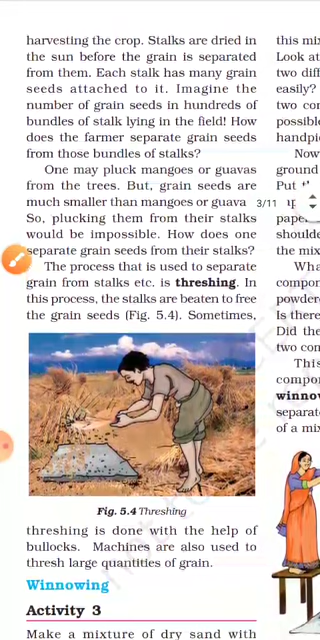 harvesting the crop. Stalks are dried in
the sun before the grain is separated
from them. Each stalk has many grain
seeds attached to it. Imagine the
number of grain seeds in hundreds of
bundles of stalk lying in the field! How
does the farmer separate grain seeds
from those bundles of stalks?
One may pluck mangoes or guavas
from the trees. But, grain seeds are
much smaller than mangoes or guava
So, plucking them from their stalks
would be impossible. How does one
separate grain seeds from their stalks?
The process that is used to separate
grain from stalks etc. is threshing. In
this process, the stalks are beaten to free
the grain seeds (Fig. 5.4). Sometimes,
Fig. 5.4 Threshing
threshing is done with the help of
bullocks. Machines are also used to
thresh large quantities of grain.
Winnowing
Activity 3
Make a mixture of dry sand with
3/11
this mix
Look at
two diff
easily?
two con
possibl
handpi
Now
ground
Put
pape
shoulde
the mix
Wha
compon
powder
Is there
Did the
two con
This
compo
winnow
separat
of a mix